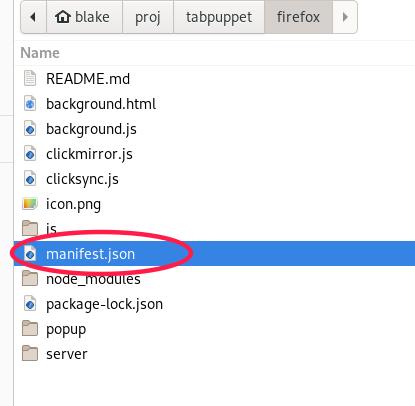 blake proj tabpuppet firefox
Name
README.md
background.html
background.js
clickmirror.js
clicksync.js
icon.png
js
manifest.json
node_modules
package-lock.json
popup
server